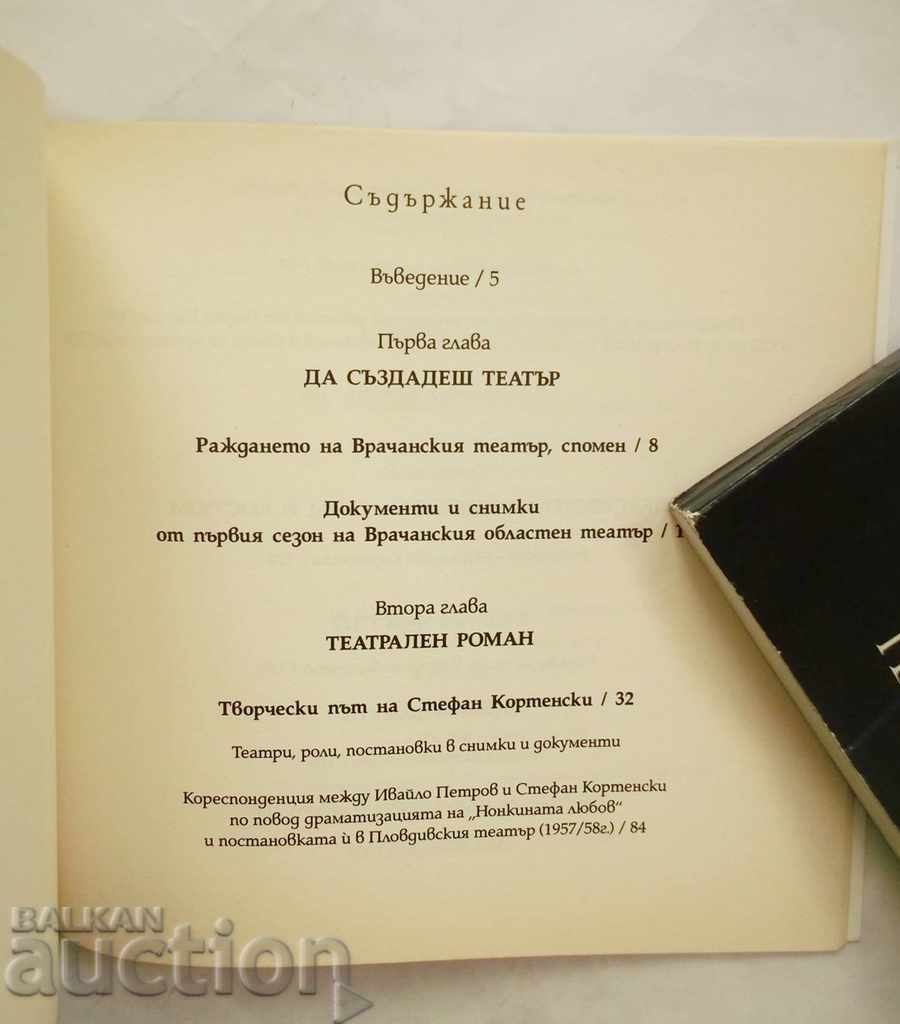 Съдържание
Въведение / 5
Първа глава
ДА СЪЗДАДЕШ ТЕАТЪР
Раждането на Врачанския театър, спомен / 8
Документи и снимки
от първия сезон на Врачанския областен театър /
Втора глава
ТЕАТРАЛЕН РОМАН
Творчески път на Стефан Кортенски / 32
Театри, роли, постановки в снимки и документи
Кореспонденция между Ивайло Петров и Стефан Кортенски
по повод драматизацията на „Нонкината любов“
и постановката ѝ в Пловдивския театър (1957/58г.) / 84
BALKAN
auction